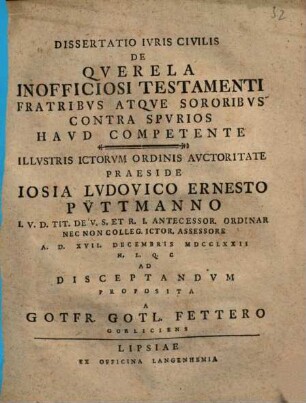 52
DISSERTATIO IVRIS CIVILIS
DE
QVERELA
INOFFICIOSI TESTAMENTI
FRATRIBVS ATQVE SORORIBVS
CONTRA SPVRIOS
HAVD COMPETENTE
ILLVSTRIS ICTORVM ORDINIS AVCTORITATE
PRAESIDE
IOSIA LVDOVICO ERNESTO
PÜTTMANNO
I. V. D. TIT. DE V. S. ET R. I. ANTECESSOR. ORDINAR
NEC NON COLLEG. ICTOR. ASSESSORE
A. D. XVII. DECEMBRIS MDCCLXXII
H. I. Q. C
AD
DISCEPTANDVM
PROPOSITA
A
GOTFR. GOTL. FETTERO
GORLICIENS
LIPSIAE
EX OFFICINA LANGENHEMIA